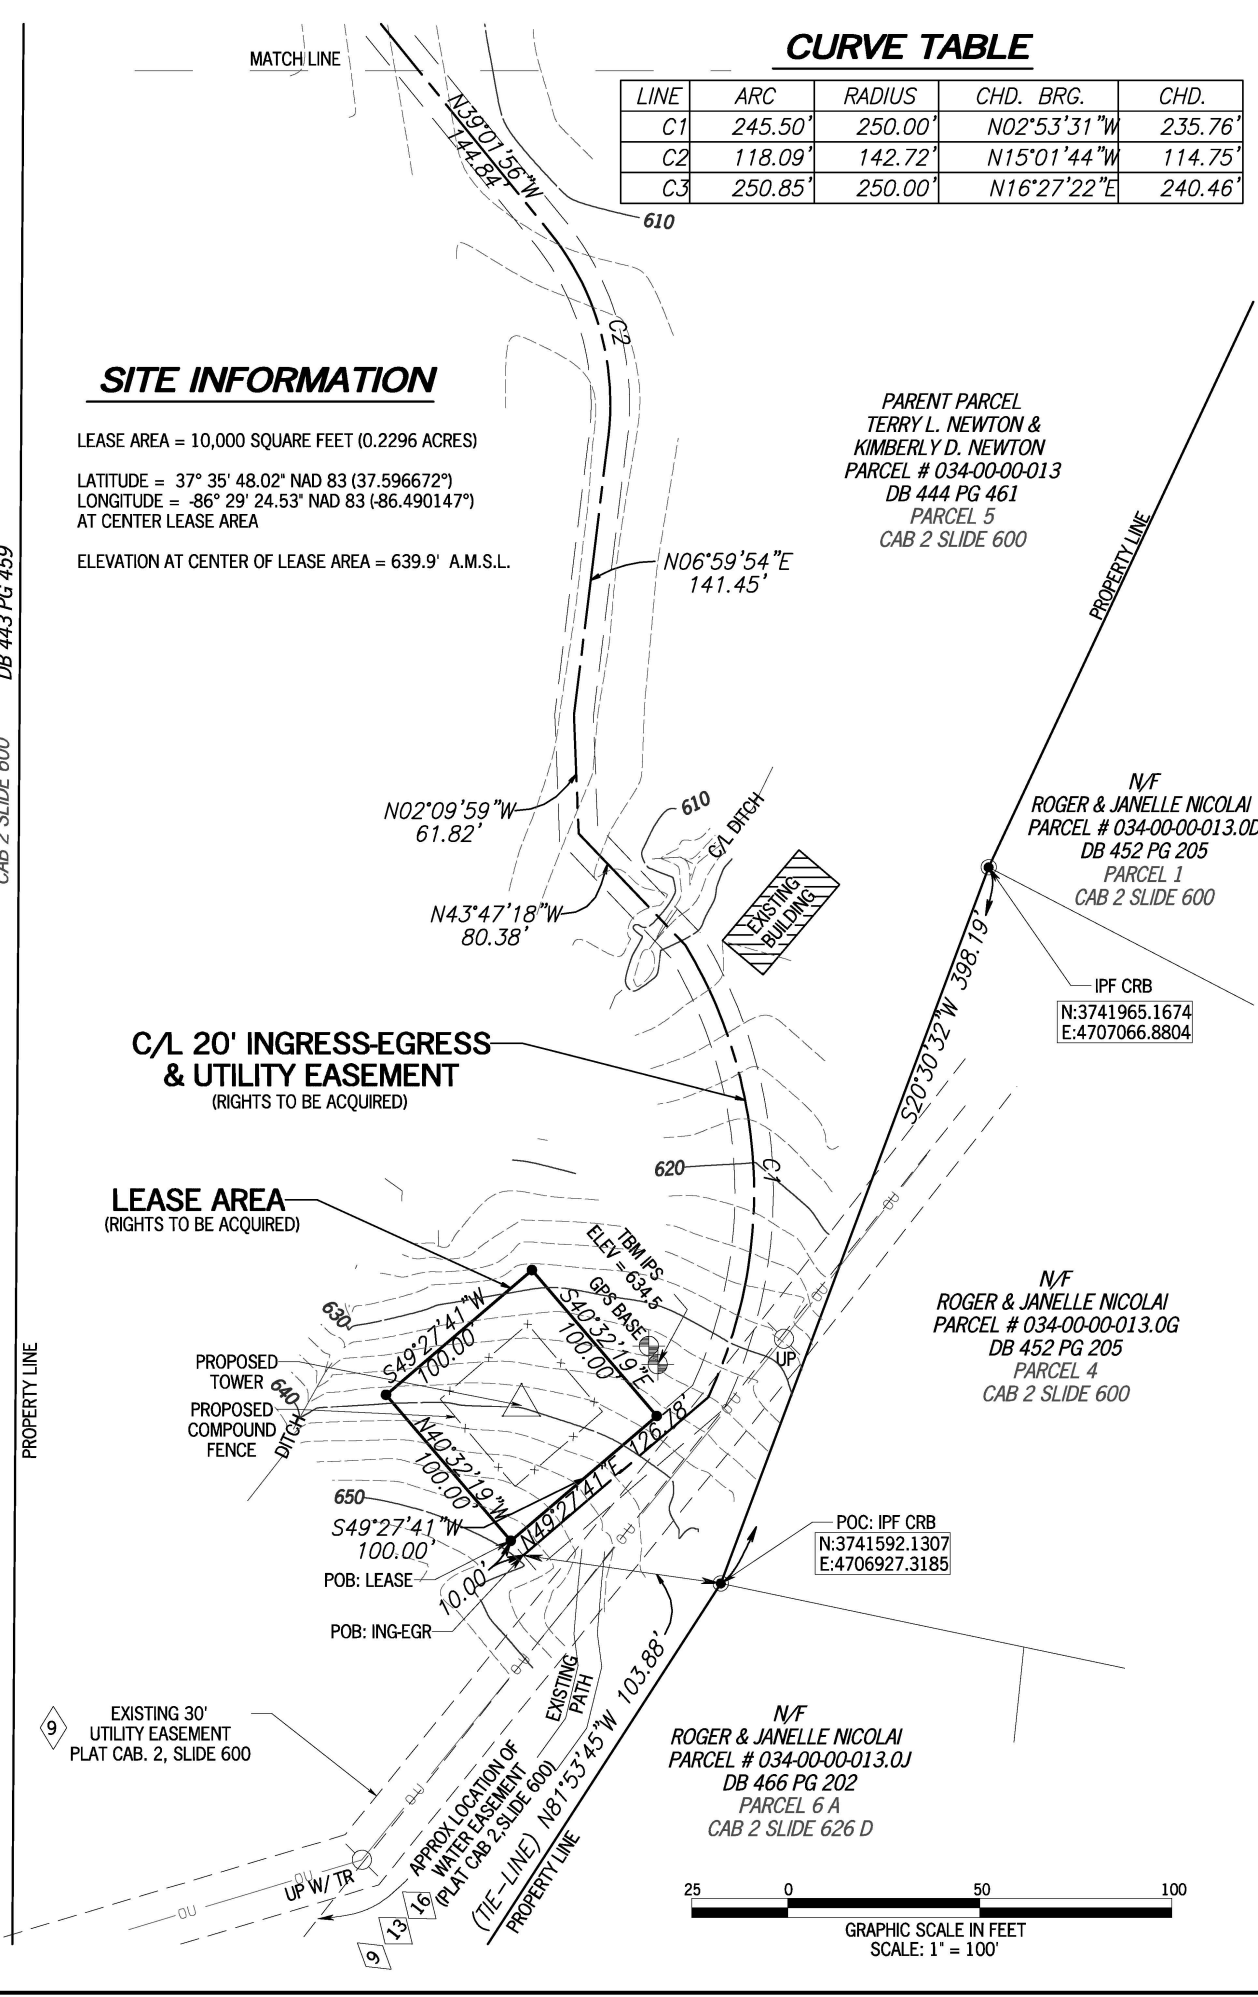 CURVE TABLE
LINE ARC RADIUS CHD. BRG. CHD.
C1 245.50' 250.00' N02°53'31"W 235.76'
C2 118.09' 142.72' N15°01'44"W 114.75'
C3 250.85' 250.00' N16°27'22"E 240.46'
MATCH LINE
N39°01'56"W
144.84'
610
C2
SITE INFORMATION
LEASE AREA = 10,000 SQUARE FEET (0.2296 ACRES)
LATITUDE = 37° 35' 48.02" NAD 83 (37.596672°)
LONGITUDE = -86° 29' 24.53" NAD 83 (-86.490147°)
AT CENTER LEASE AREA
ELEVATION AT CENTER OF LEASE AREA = 639.9' A.M.S.L.
PARENT PARCEL
TERRY L. NEWTON &
KIMBERLY D. NEWTON
PARCEL # 034-00-00-013
DB 444 PG 461
PARCEL 5
CAB 2 SLIDE 600
PROPERTY LINE
DB 443 PG 459
CAB 2 SLIDE 600
N06°59'54"E
141.45'
N02°09'59"W
61.82'
610
C/L DITCH
EXISTING
BUILDING
N43°47'18"W
80.38'
N/F
ROGER & JANELLE NICOLAI
PARCEL # 034-00-00-013.0D
DB 452 PG 205
PARCEL 1
CAB 2 SLIDE 600
S20°30'32"W 398.19'
IPF CRB
N:3741965.1674
E:4707066.8804
C/L 20' INGRESS-EGRESS
& UTILITY EASEMENT
(RIGHTS TO BE ACQUIRED)
620
C1
OU
LEASE AREA
(RIGHTS TO BE ACQUIRED)
TBM IPS
ELEV = 634.5
GPS BASE
OU
UP
N/F
ROGER & JANELLE NICOLAI
PARCEL # 034-00-00-013.0G
DB 452 PG 205
PARCEL 4
CAB 2 SLIDE 600
630
S49°27'41"W
100.00'
S40°32'19"E
100.00'
PROPOSED
TOWER
640
PROPOSED
COMPOUND
FENCE
DITCH
N40°32'19"W
100.00'
OU
N49°27'41"E 126.78'
650
S49°27'41"W
100.00'
OU
POC: IPF CRB
N:3741592.1307
E:4706927.3185
POB: LEASE
10.00'
POB: ING-EGR
PROPERTY LINE
OU
EXISTING
PATH
9
EXISTING 30'
UTILITY EASEMENT
PLAT CAB. 2, SLIDE 600
OU
APPROX LOCATION OF
WATER EASEMENT
(PLAT CAB 2,SLIDE 600)
(TIE-LINE) N81°53'45"W 103.88'
PROPERTY LINE
N/F
ROGER & JANELLE NICOLAI
PARCEL # 034-00-00-013.0J
DB 466 PG 202
PARCEL 6 A
CAB 2 SLIDE 626 D
OU
UP W/ TR
OU
9 13 16
25 0 50 100
GRAPHIC SCALE IN FEET
SCALE: 1" = 100'